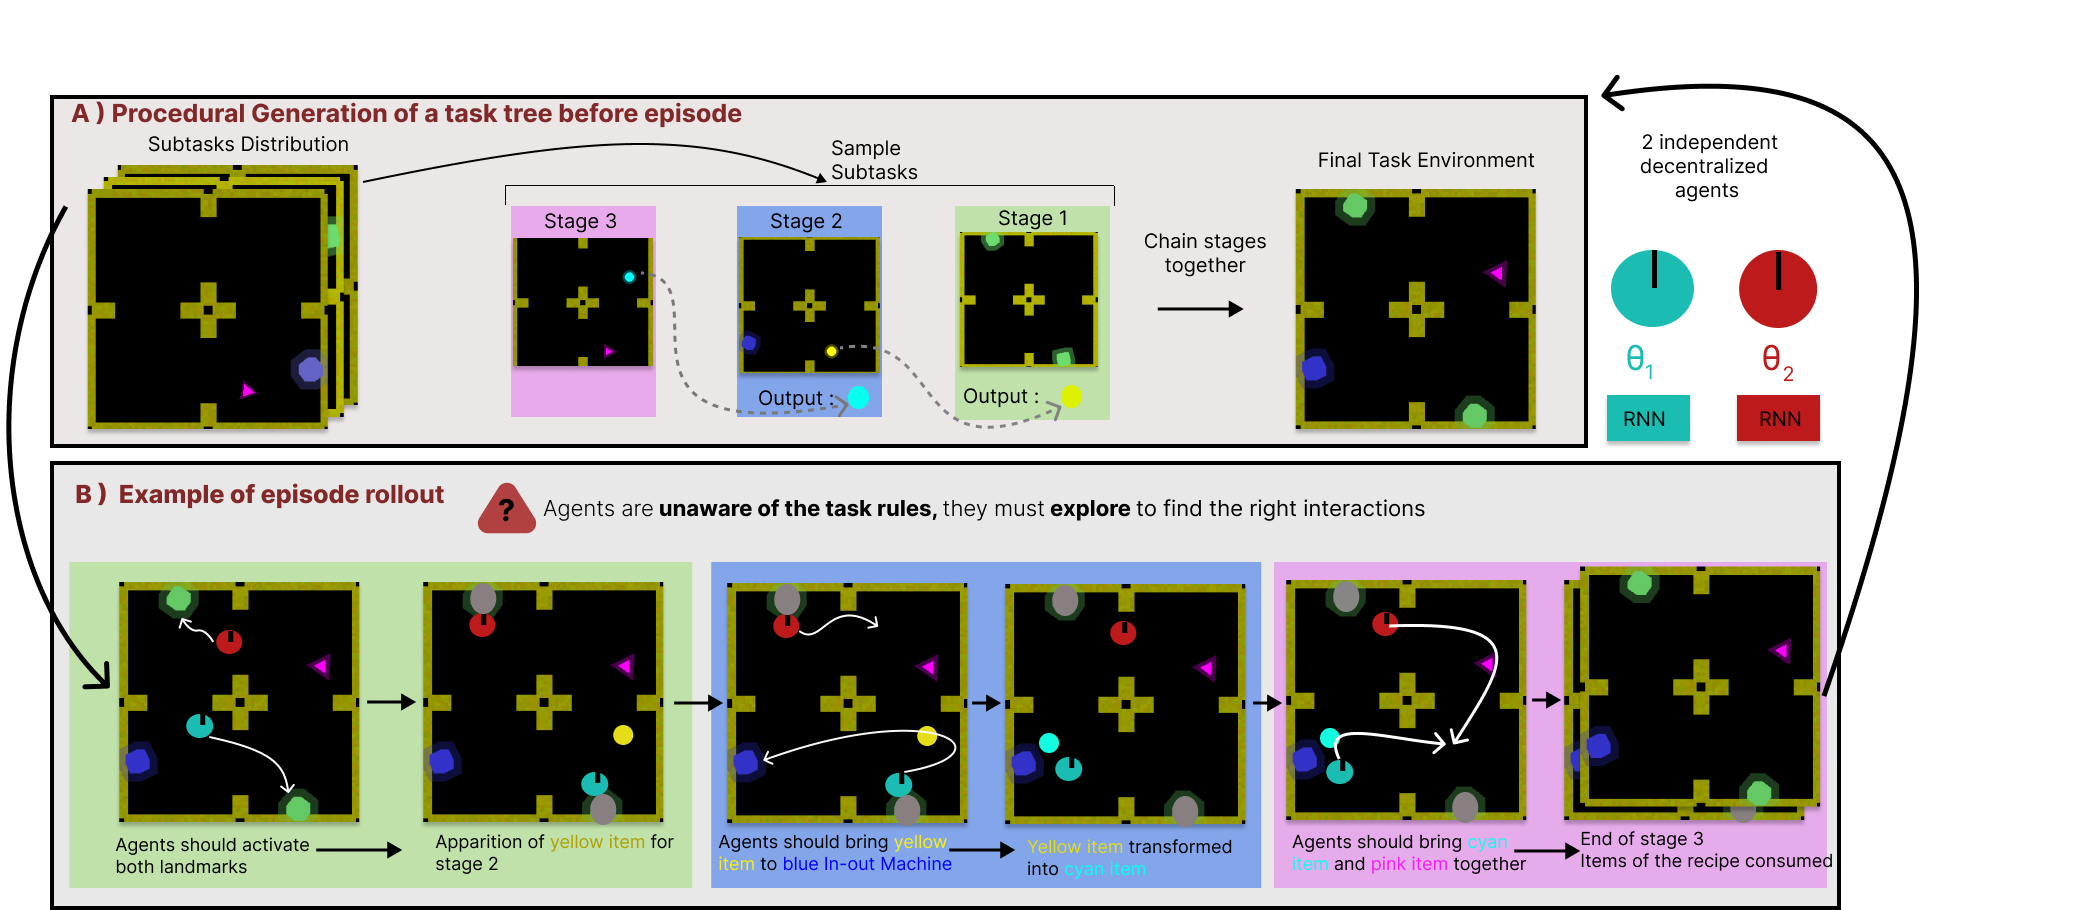 A ) Procedural Generation of a task tree before episode
Subtasks Distribution
Sample
Subtasks
Stage 3
Stage 2
Output :
Stage 1
Output :
Chain stages
together
Final Task Environment
2 independent
decentralized
agents
θ1
θ2
RNN
RNN
B ) Example of episode rollout
?
Agents are unaware of the task rules, they must explore to find the right interactions
Agents should activate
both landmarks
Apparition of yellow item for
stage 2
Agents should bring yellow
item to blue In-out Machine
Yellow item transformed
into cyan item
Agents should bring cyan
item and pink item together
End of stage 3
Items of the recipe consumed